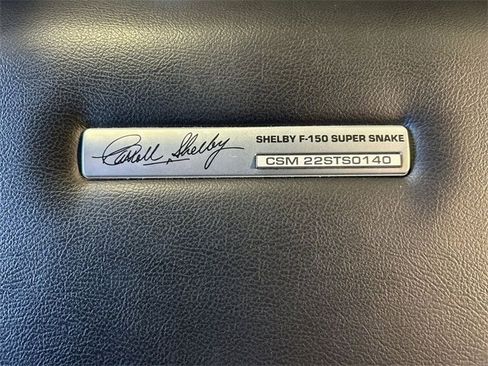 Carroll Shelby
SHELBY F-150 SUPER SNAKE
CSM 22STS0140